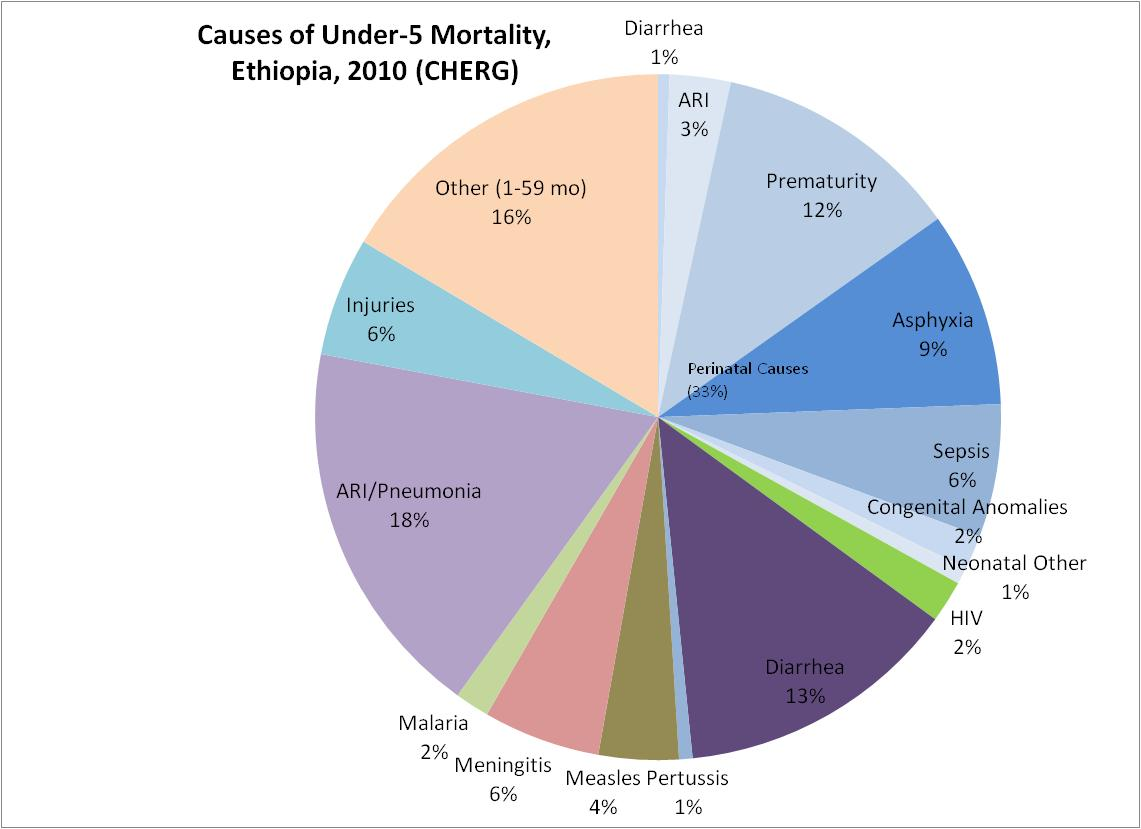 Causes of Under-5 Mortality,
Ethiopia, 2010 (CHERG)
Diarrhea
1%
ARI
3%
Prematurity
12%
Asphyxia
9%
Perinatal Causes
(33%)
Sepsis
6%
Congenital Anomalies
2%
Neonatal Other
1%
HIV
2%
Diarrhea
13%
Pertussis
1%
Measles
4%
Meningitis
6%
Malaria
2%
ARI/Pneumonia
18%
Injuries
6%
Other (1-59 mo)
16%